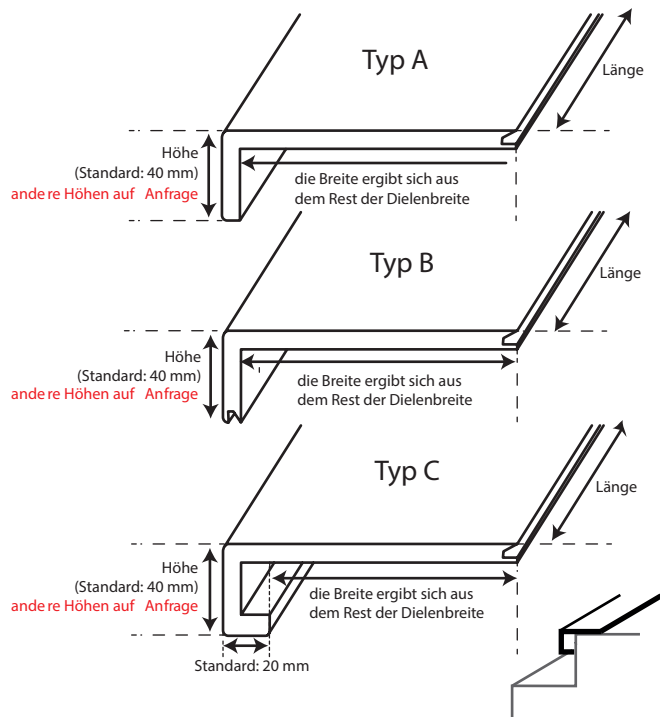 Typ A
Länge
Höhe
(Standard: 40 mm)
andere Höhen auf Anfrage
die Breite ergibt sich aus
dem Rest der Dielenbreite
Typ B
Länge
Höhe
(Standard: 40 mm)
andere Höhen auf Anfrage
die Breite ergibt sich aus
dem Rest der Dielenbreite
Typ C
Länge
Höhe
(Standard: 40 mm)
andere Höhen auf Anfrage
die Breite ergibt sich aus
dem Rest der Dielenbreite
Standard: 20 mm